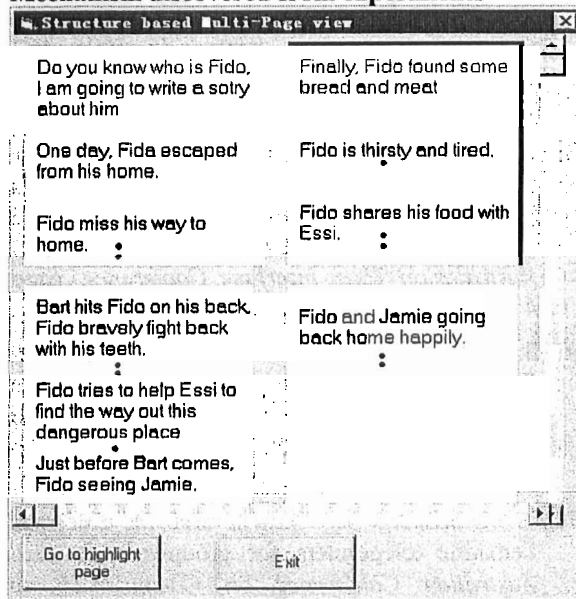 Structure based Multi-Page view
Do you know who is Fido,
I am going to write a sotry
about him
One day, Fida escaped
from his home.
Fido miss his way to
home.
Finally, Fido found some
bread and meat
Fido is thirsty and tired.
Fido shares his food with
Essi.
Bart hits Fido on his back.
Fido bravely fight back
with his teeth.
Fido tries to help Essi to
find the way out this
dangerous place
Just before Bart comes,
Fido seeing Jamie.
Fido and Jamie going
back home happily.
Go to highlight
page
Exit